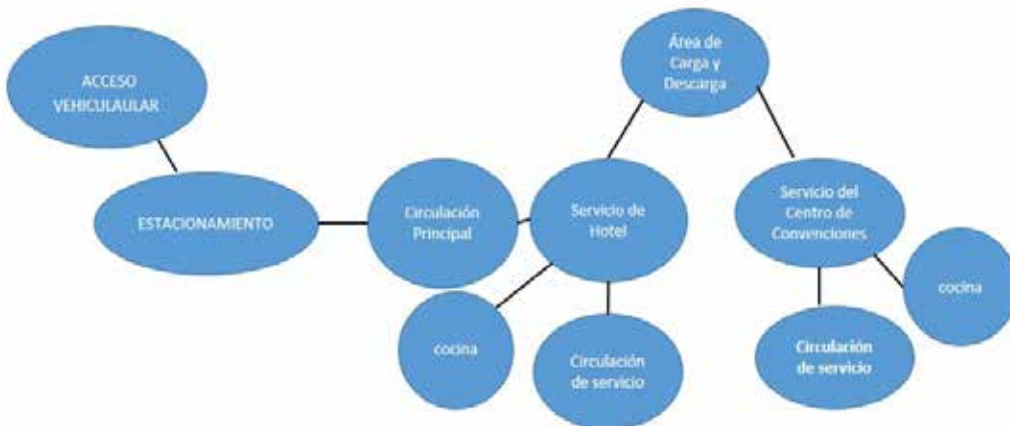 ACCESO
VEHICULAULAR
Área de
Carga y
Descarga
ESTACIONAMIENTO
Circulación
Principal
Servicio de
Hotel
Servicio del
Centro de
Convenciones
cocina
Circulación
de servicio
Circulación
de servicio
cocina